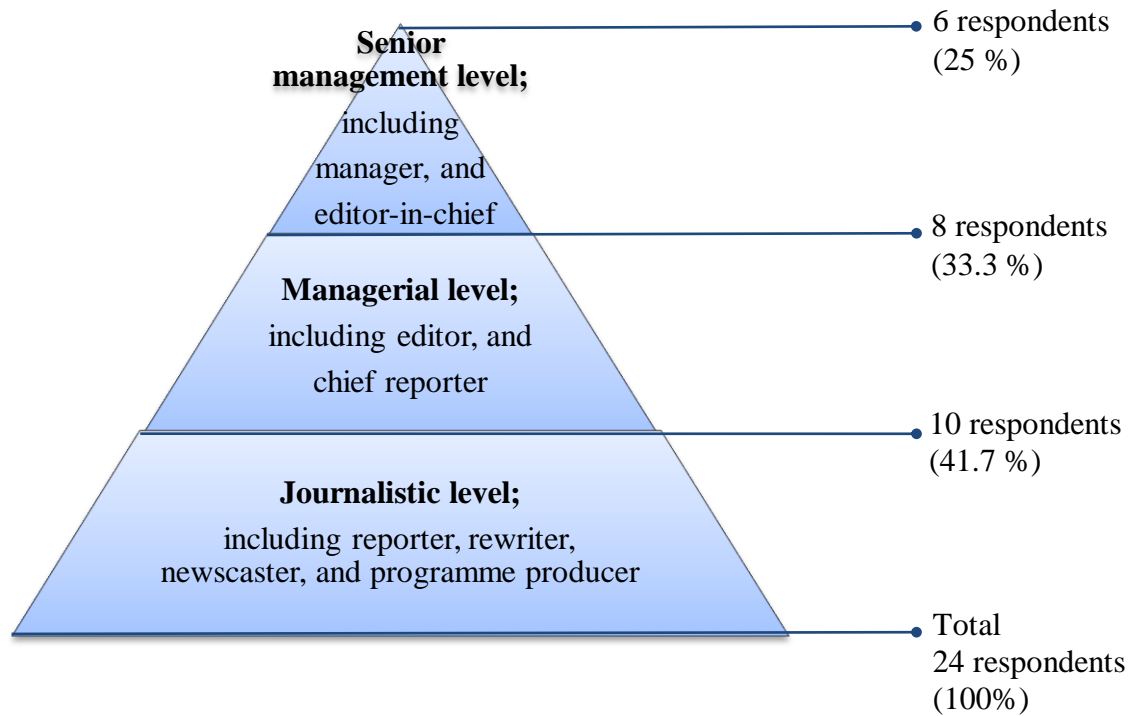 Senior
management level;
including
manager, and
editor-in-chief
6 respondents
(25 %)
Managerial level;
including editor, and
chief reporter
8 respondents
(33.3 %)
Journalistic level;
including reporter, rewriter,
newscaster, and programme producer
10 respondents
(41.7 %)
Total
24 respondents
(100%)